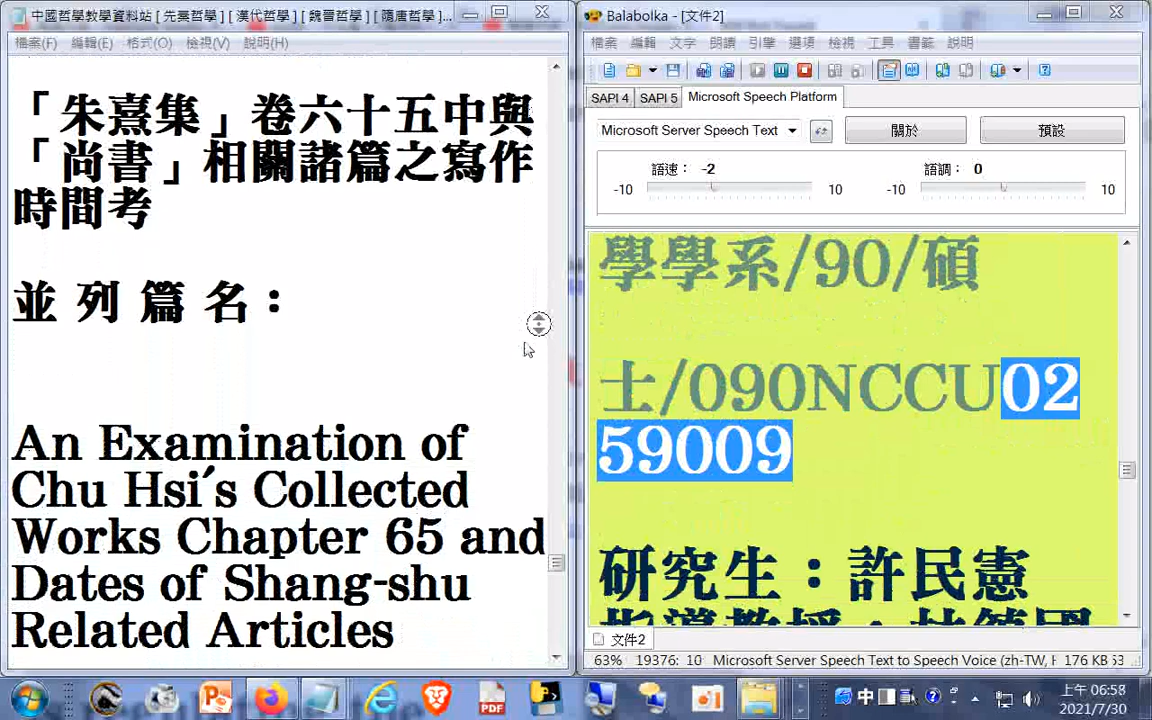 中國哲學教學資料站 [ 先秦哲學 ] [ 漢代哲學 ] [ 魏晉哲學 ] [ 隋唐哲學 ]...
檔案(F) 編輯(E) 格式(O) 檢視(V) 說明(H)
「朱熹集」卷六十五中與
「尚書」相關諸篇之寫作
時間考
並 列 篇 名：
An Examination of
Chu Hsi's Collected
Works Chapter 65 and
Dates of Shang-shu
Related Articles
Balabolka - [文件2]
檔案 編輯 文字 朗讀 引擎 選項 檢視 工具 書籤 說明
SAPI 4 SAPI 5 Microsoft Speech Platform
Microsoft Server Speech Text 關於 預設
語速： -2 語調： 0
-10 10 -10 10
學學系/90/碩
士/090NCCU02
59009
研究生：許民憲
文件2
63% 19376: 10 Microsoft Server Speech Text to Speech Voice (zh-TW, H 176 KB
中
上午 06:58
2021/7/30